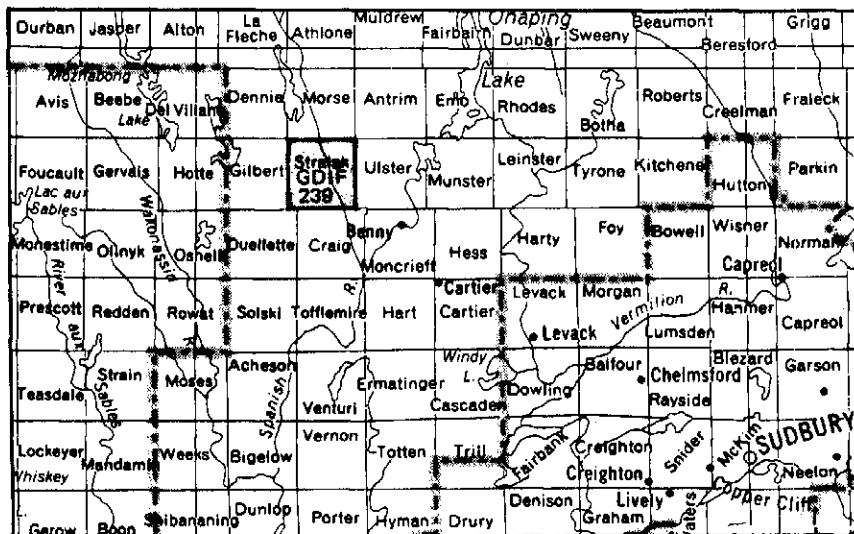 Muldrew Onaping Beaumont Grigg
Durban Jasper Alton La Fleche Athlone Fairbairn Dunbar Sweeny Beresford
Mozhabong Lake
Avis Beebe Lake Del Villano Dennie Morse Antrim Emo Rhodes Botha Roberts Creelman Fraleck
Foucault Gervais Hotte Gilbert Stralak Ulster Munster Leinster Tyrone Kitchener Hutton Parkin
GDIF
239
Lac aux Sables
Wakonassin R.
Monestime Olinyk Oshell Ouellette Craig Benny Moncrieff Hess Harty Foy Bowell Wisner Norman
Capreol
River aux Sables
Prescott Redden Rowat Solski Tofflemire R. Hart Cartier Cartier Levack Morgan Vermilion R. Hanmer
Levack Lumsden Capreol
Teasdale Strain Moses Acheson Spanish Venturi Ermatinger Windy L. Cascaden Dowling Balfour Chelmsford Rayside Blezard Garson
Lockeyer Mandamin Weeks Bigelow Vernon Totten Trill Fairbank Creighton Creighton Snider McKim SUDBURY Neelon
Whiskey
Garow Boon Shibananing Dunlop Porter Hyman Drury Denison Graham Lively Waters Copper Cliff